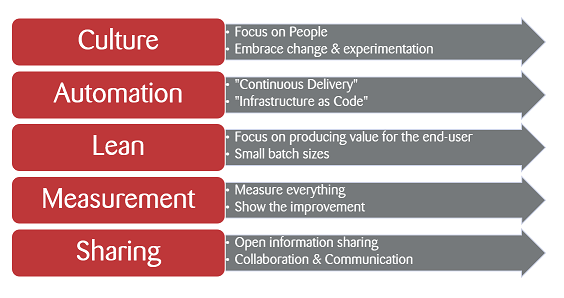 Culture
• Focus on People
• Embrace change & experimentation
Automation
• "Continuous Delivery"
• "Infrastructure as Code"
Lean
• Focus on producing value for the end-user
• Small batch sizes
Measurement
• Measure everything
• Show the improvement
Sharing
• Open information sharing
• Collaboration & Communication